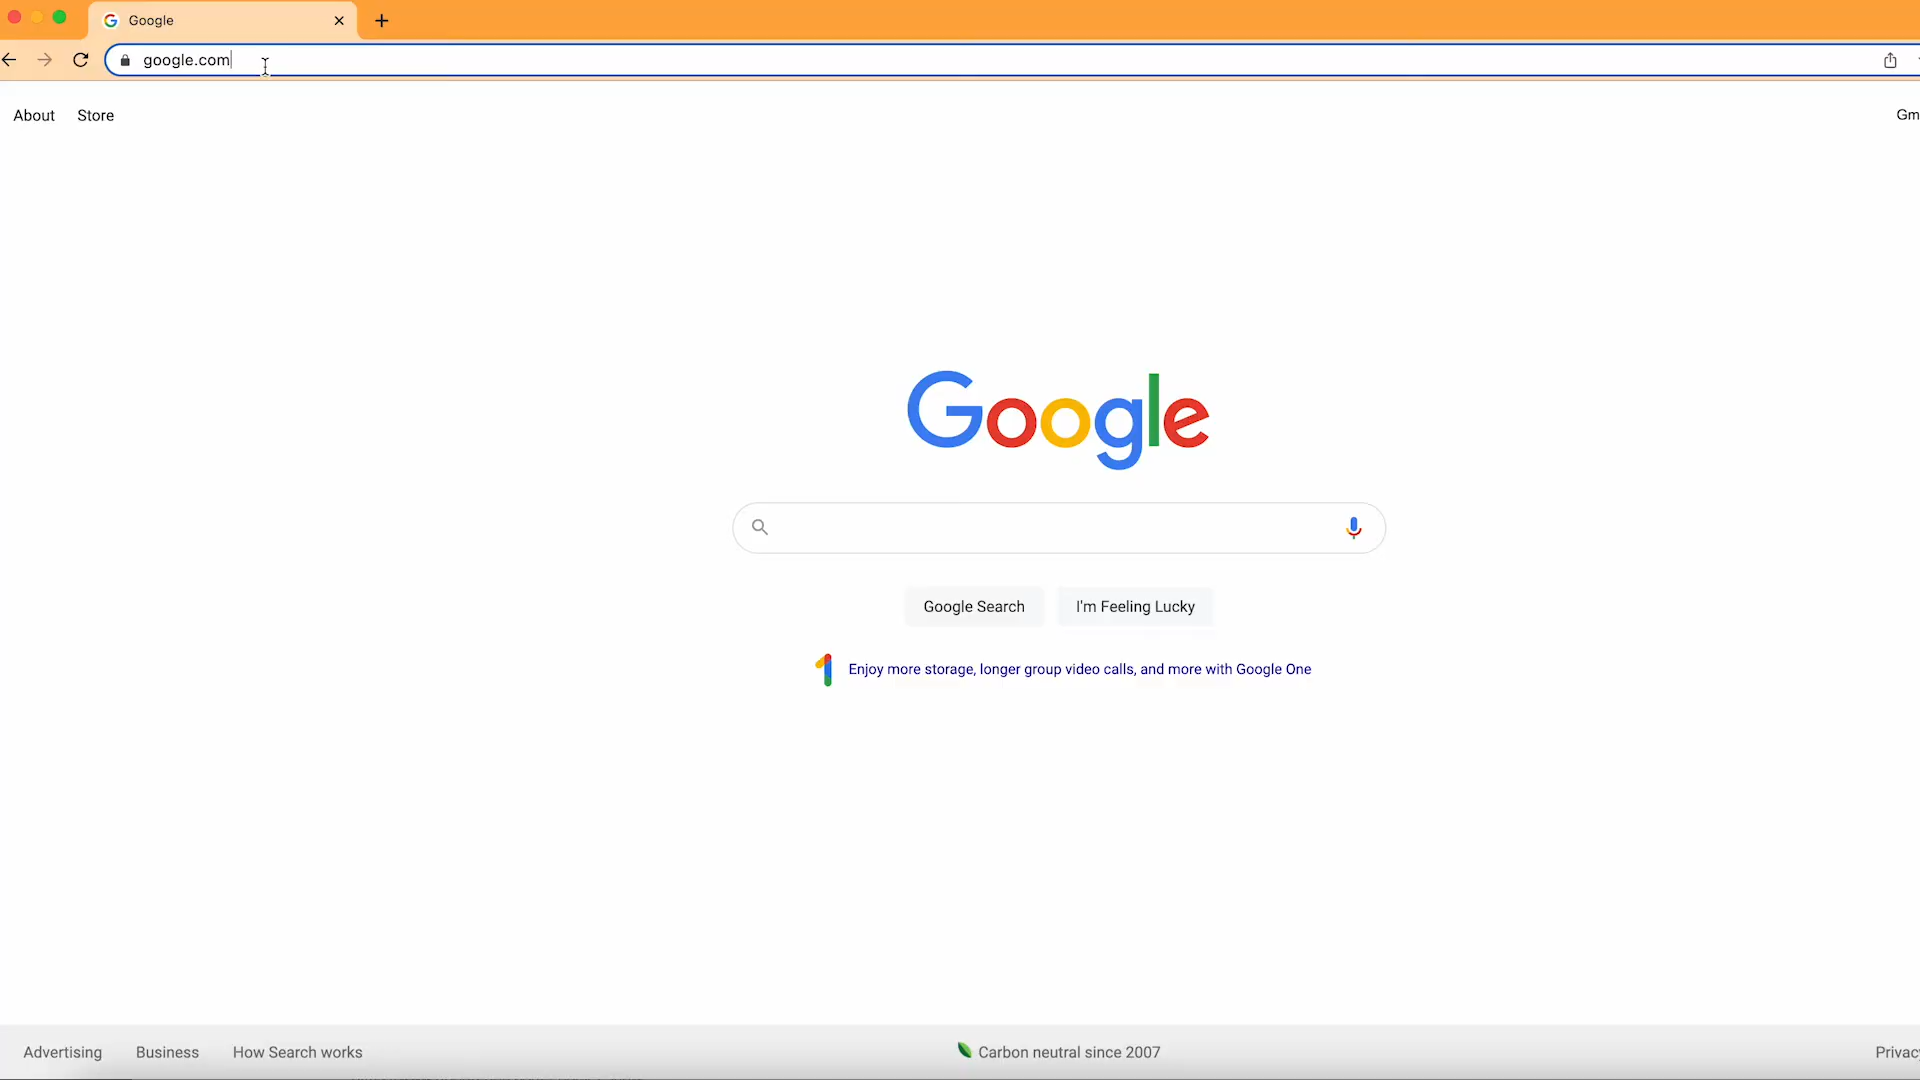 Google
google.com
About Store
Gm
Google
Google Search I'm Feeling Lucky
Enjoy more storage, longer group video calls, and more with Google One
Advertising Business How Search works Carbon neutral since 2007 Privacy